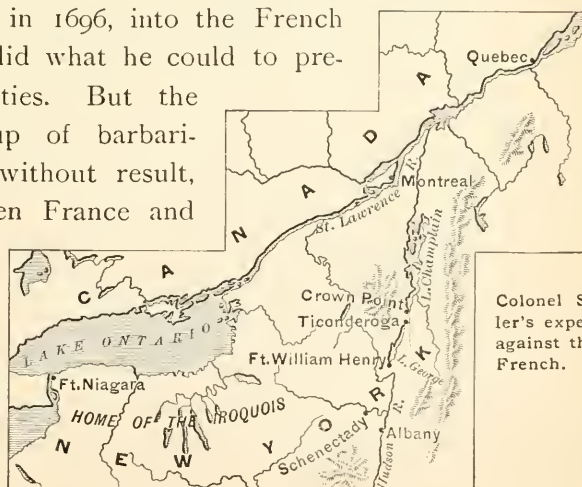 in 1696, into the French
did what he could to pre-
ties. But the
up of barbari-
without result,
en France and
Colonel S
ler's expe
against th
French.
Quebec
CANADA
Montreal
R.
St. Lawrence
L. Champlain
Crown Point
Ticonderoga
LAKE ONTARIO
Ft. William Henry
L. George
Ft. Niagara
HOME OF THE IROQUOIS
NEW YORK
Schenectady
Albany
Hudson R.